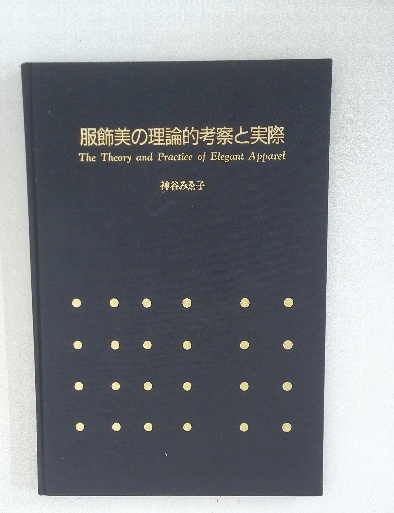 服飾美の理論的考察と実際
The Theory and Practice of Elegant Apparel
神谷みゑ子